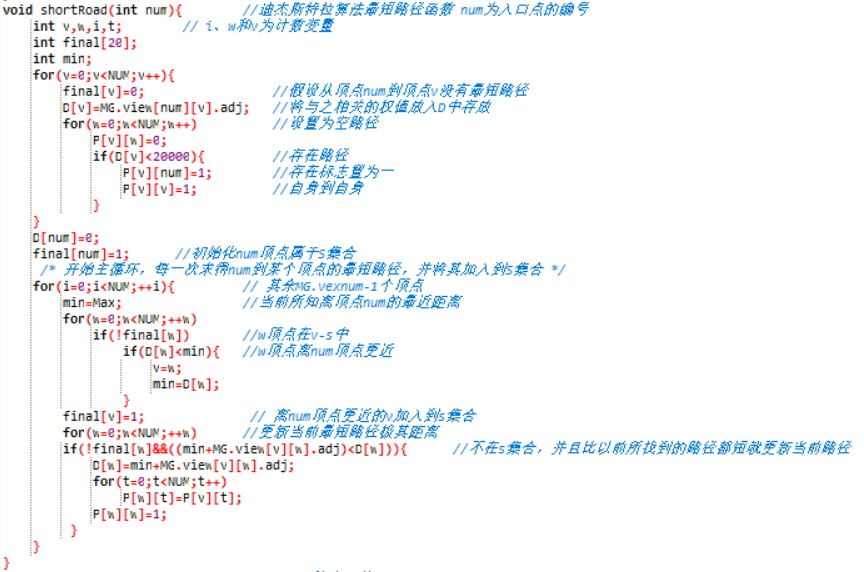 void shortRoad(int num){ //迪杰斯特拉算法最短路径函数 num为入口点的编号
int v,w,i,t; // i、w和v为计数变量
int final[20];
int min;
for(v=0;v<NUM;v++){
final[v]=0; //假设从顶点num到顶点v没有最短路径
D[v]=MG.view[num][v].adj; //将与之相关的权值放入D中存放
for(w=0;w<NUM;w++) //设置为空路径
P[v][w]=0;
if(D[v]<20000){ //存在路径
P[v][num]=1; //存在标志置为一
P[v][v]=1; //自身到自身
}
}
D[num]=0;
final[num]=1; //初始化num顶点属于S集合
/* 开始主循环，每一次求得num到某个顶点的最短路径，并将其加入到S集合 */
for(i=0;i<NUM;++i){ // 其余MG.vexnum-1个顶点
min=Max; //当前所知离顶点num的最近距离
for(w=0;w<NUM;++w)
if(!final[w]) //w顶点在v-s中
if(D[w]<min){ //w顶点离num顶点更近
v=w;
min=D[w];
}
final[v]=1; // 离num顶点更近的v加入到s集合
for(w=0;w<NUM;++w) //更新当前最短路径极其距离
if(!final[w]&&((min+MG.view[v][w].adj)<D[w])){ //不在s集合，并且比以前所找到的路径都短就更新当前路径
D[w]=min+MG.view[v][w].adj;
for(t=0;t<NUM;t++)
P[w][t]=P[v][t];
P[w][w]=1;
}
}
}